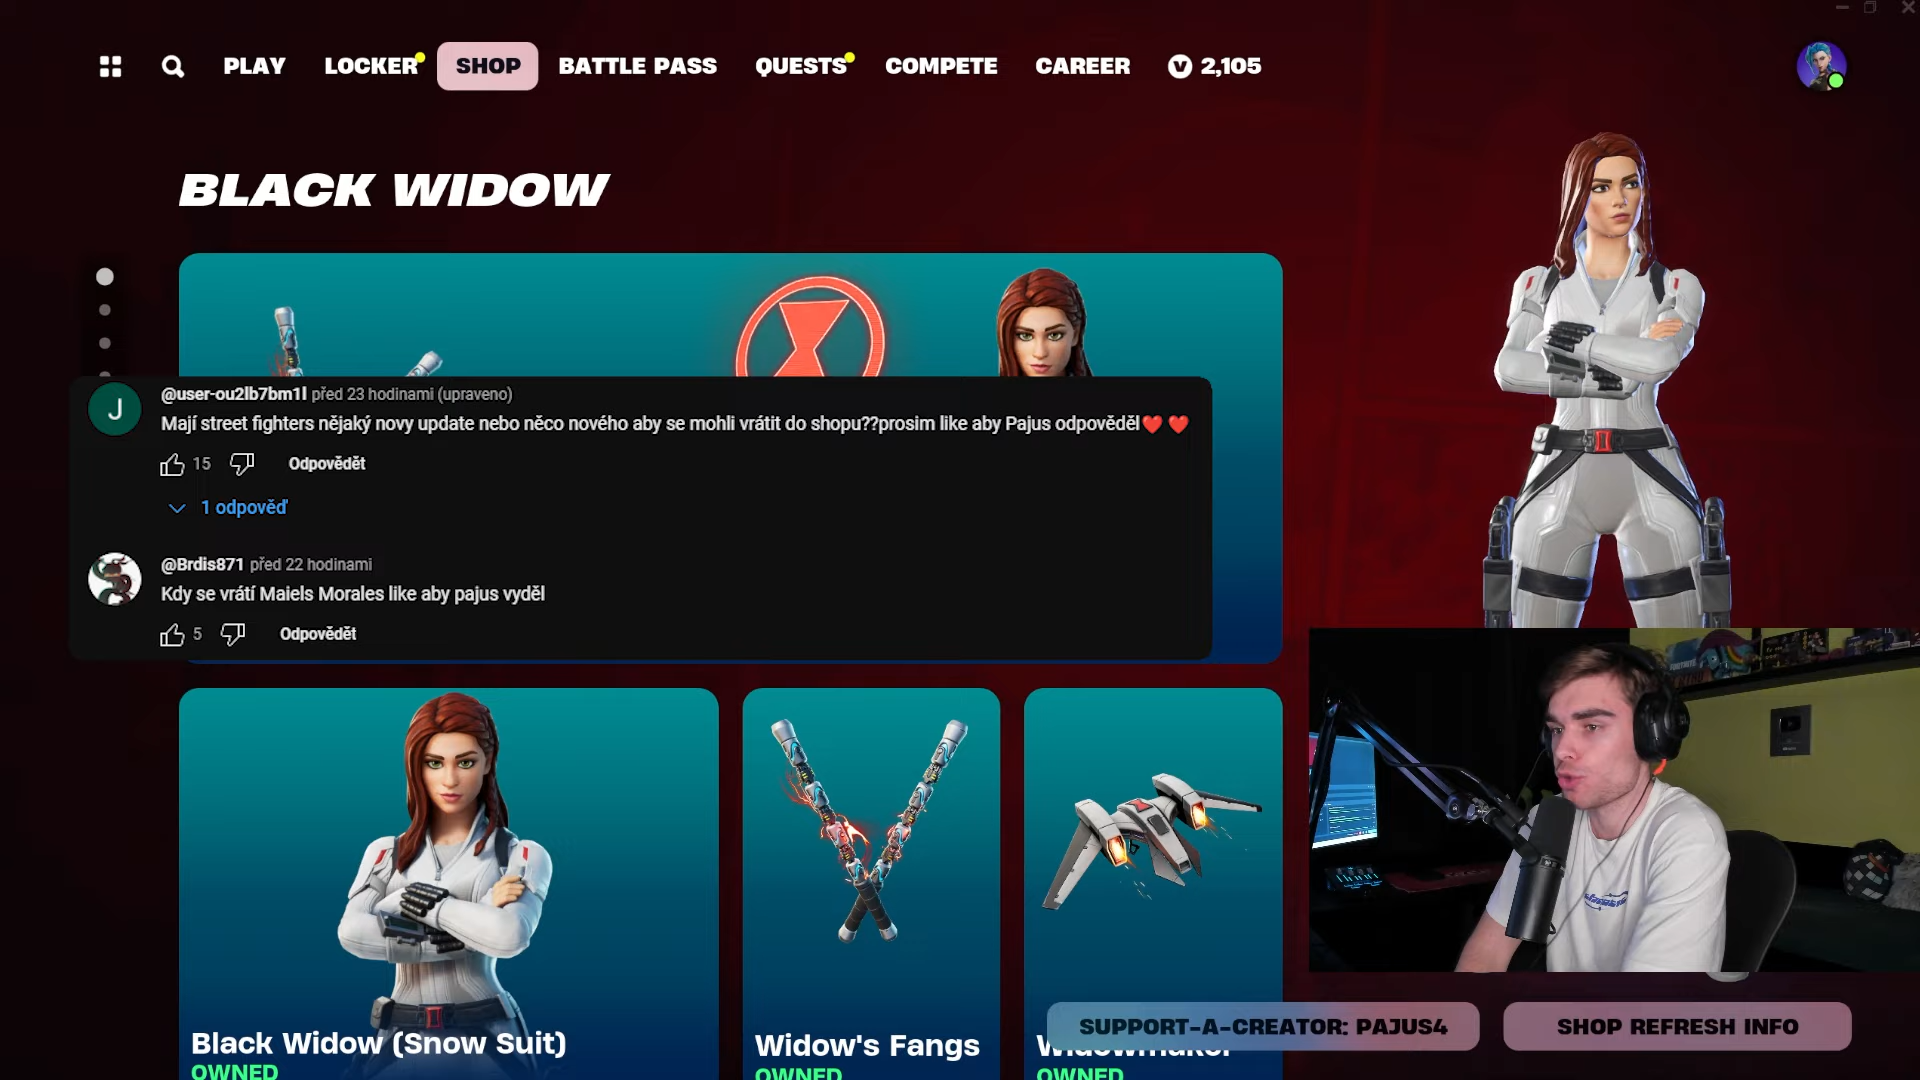 PLAY LOCKER SHOP BATTLE PASS QUESTS COMPETE CAREER V 2,105
BLACK WIDOW
J
@user-ou2lb7bm1l před 23 hodinami (upraveno)
Mají street fighters nějaký novy update nebo něco nového aby se mohli vrátit do shopu??prosim like aby Pajus odpověděl❤️ ❤️
15 Odpovědět
1 odpověď
@Brdis871 před 22 hodinami
Kdy se vrátí Maiels Morales like aby pajus vyděl
5 Odpovědět
Black Widow (Snow Suit)
OWNED
Widow's Fangs
OWNED
Widowmaker
OWNED
SUPPORT-A-CREATOR: PAJUS4
SHOP REFRESH INFO